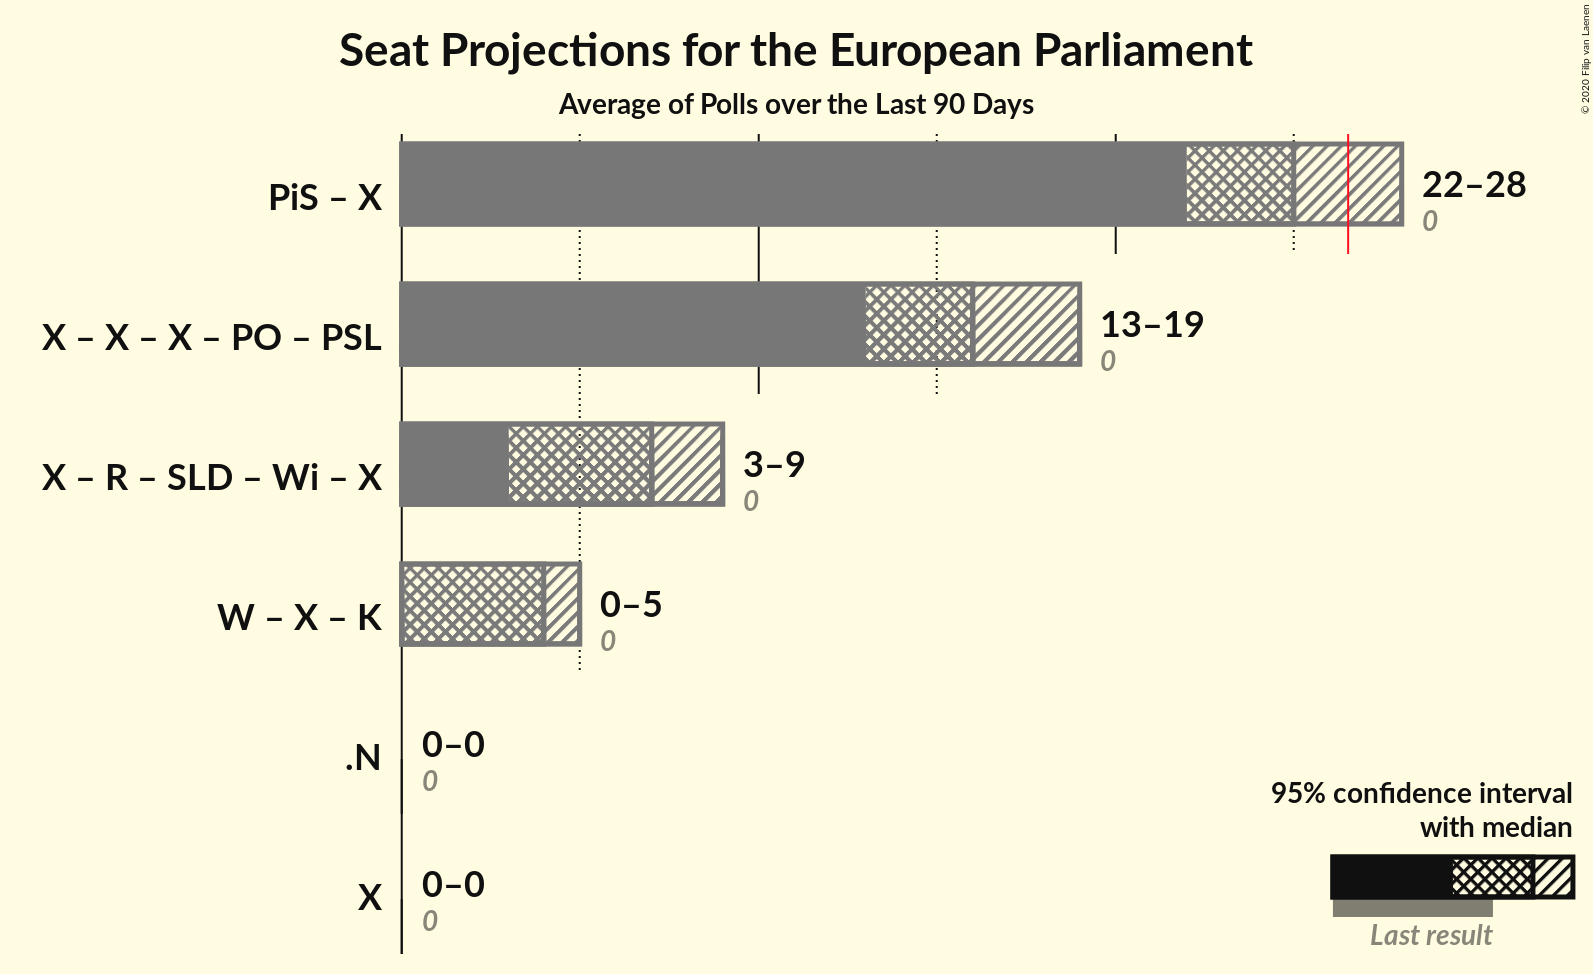 Seat Projections for the European Parliament
Average of Polls over the Last 90 Days
© 2020 Filip van Laenen
PiS – X
22–28
0
X – X – X – PO – PSL
13–19
0
X – R – SLD – Wi – X
3–9
0
W – X – K
0–5
0
.N
0–0
0
X
0–0
0
95% confidence interval
with median
Last result